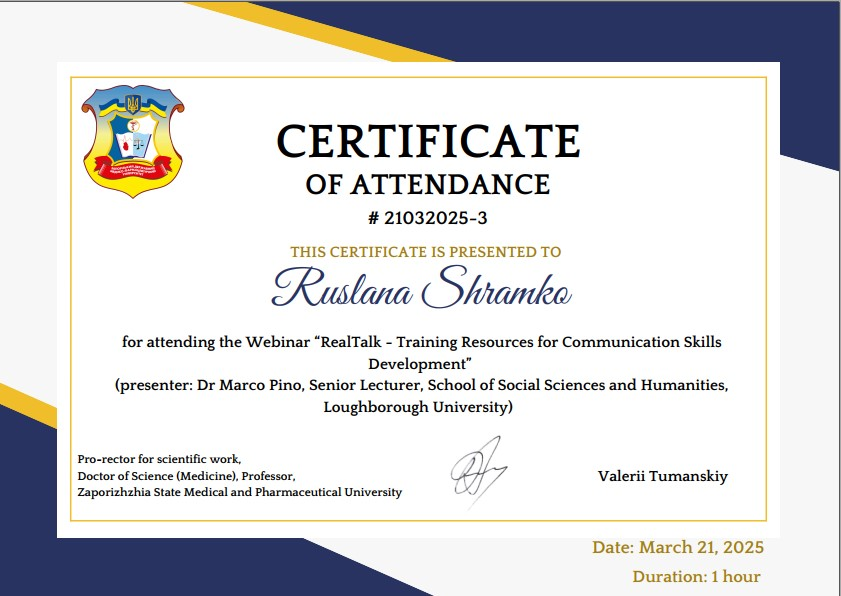 CERTIFICATE
OF ATTENDANCE
# 21032025-3
THIS CERTIFICATE IS PRESENTED TO
Ruslana Shramko
for attending the Webinar “RealTalk - Training Resources for Communication Skills
Development”
(presenter: Dr Marco Pino, Senior Lecturer, School of Social Sciences and Humanities,
Loughborough University)
Pro-rector for scientific work,
Doctor of Science (Medicine), Professor,
Zaporizhzhia State Medical and Pharmaceutical University
Valerii Tumanskiy
Date: March 21, 2025
Duration: 1 hour